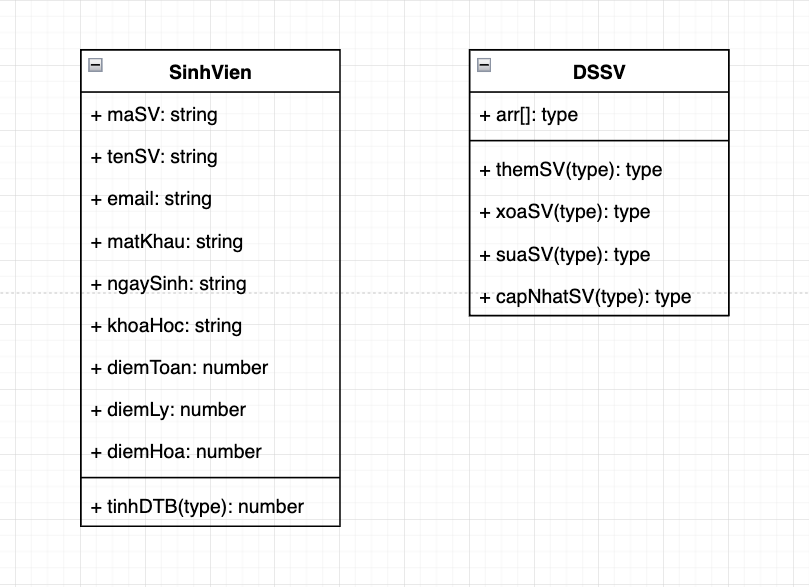 SinhVien
+ maSV: string
+ tenSV: string
+ email: string
+ matKhau: string
+ ngaySinh: string
+ khoaHoc: string
+ diemToan: number
+ diemLy: number
+ diemHoa: number
+ tinhDTB(type): number
DSSV
+ arr[]: type
+ themSV(type): type
+ xoaSV(type): type
+ suaSV(type): type
+ capNhatSV(type): type